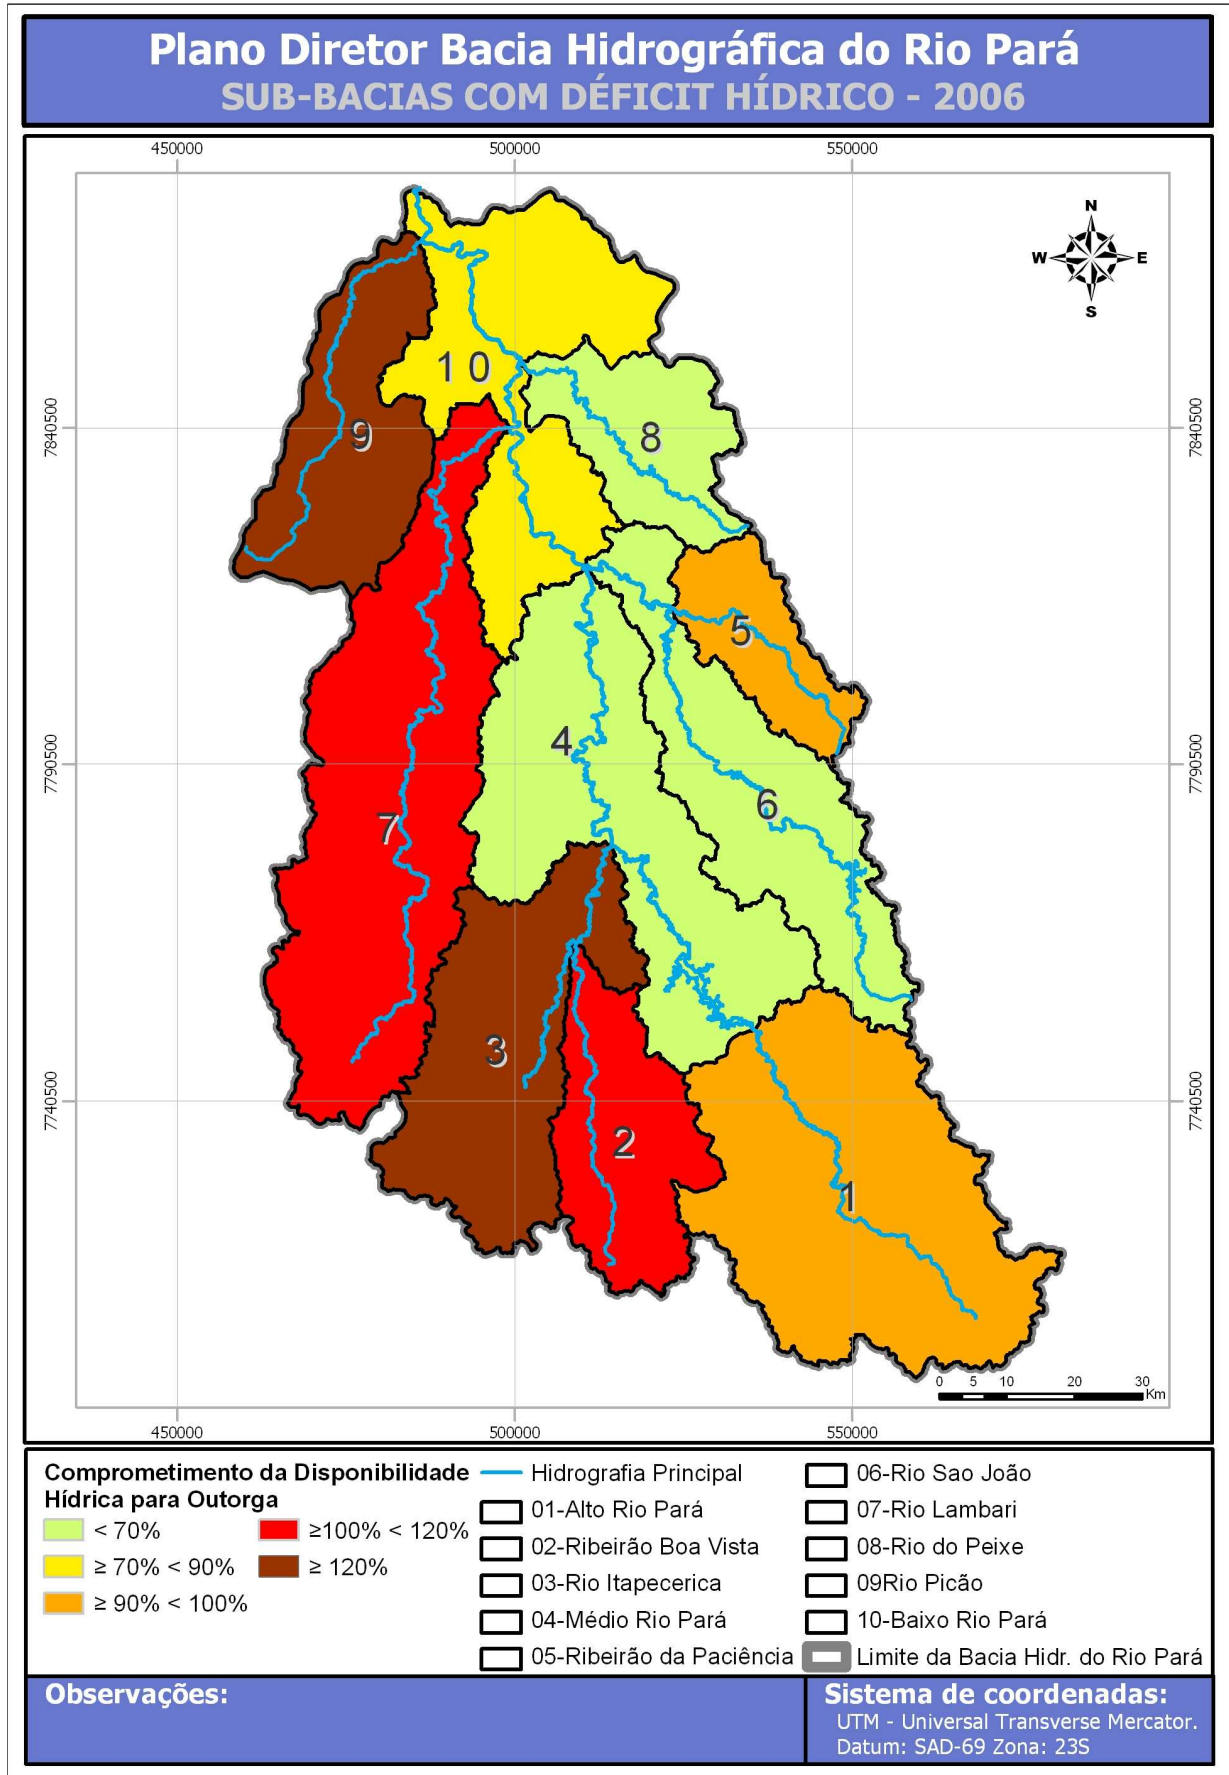 Plano Diretor Bacia Hidrográfica do Rio Pará
SUB-BACIAS COM DÉFICIT HÍDRICO - 2006
450000 500000 550000
N
W E
S
10
9
8
7840500 7840500
5
4
7790500 7790500
6
7
3
7740500 7740500
2
1
0 5 10 20 30
Km
450000 500000 550000
Comprometimento da Disponibilidade
Hídrica para Outorga
< 70%
≥ 70% < 90%
≥ 90% < 100%
≥100% < 120%
≥ 120%
Hidrografia Principal
01-Alto Rio Pará
02-Ribeirão Boa Vista
03-Rio Itapecerica
04-Médio Rio Pará
05-Ribeirão da Paciência
06-Rio Sao João
07-Rio Lambari
08-Rio do Peixe
09Rio Picão
10-Baixo Rio Pará
Limite da Bacia Hidr. do Rio Pará
Observações:
Sistema de coordenadas:
UTM - Universal Transverse Mercator.
Datum: SAD-69 Zona: 23S